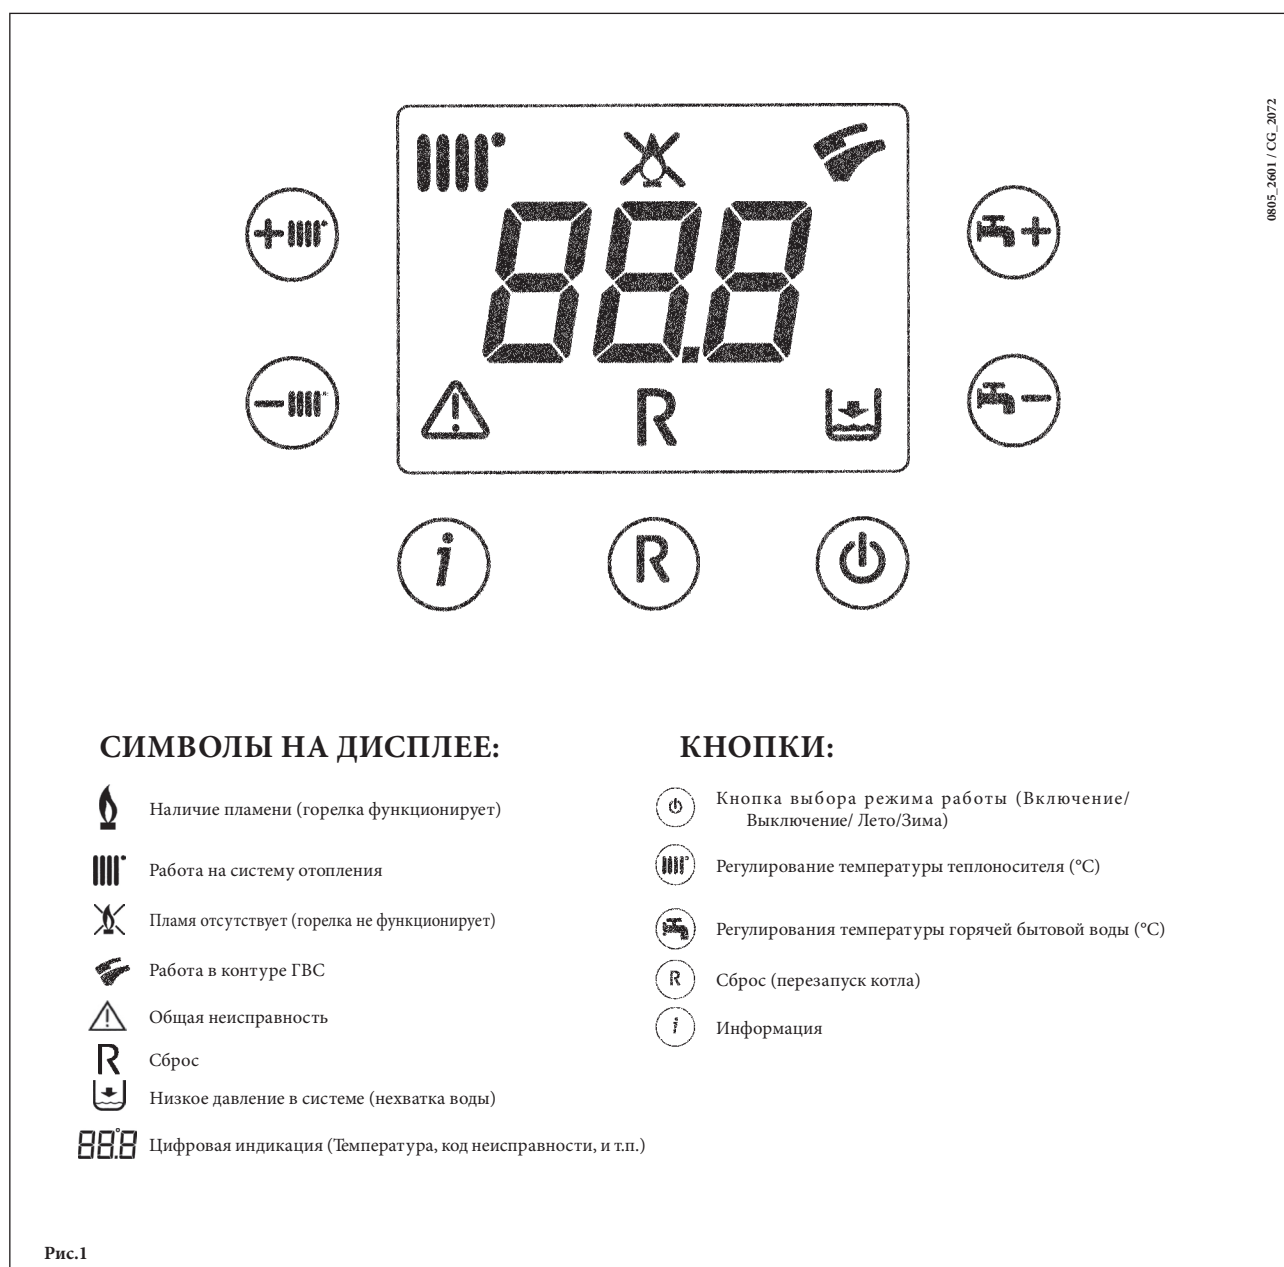 0805_2601 / CG_2072
88.8
R
i
R
СИМВОЛЫ НА ДИСПЛЕЕ:
Наличие пламени (горелка функционирует)
Работа на систему отопления
Пламя отсутствует (горелка не функционирует)
Работа в контуре ГВС
Общая неисправность
R Сброс
Низкое давление в системе (нехватка воды)
88.8 Цифровая индикация (Температура, код неисправности, и т.п.)
КНОПКИ:
Кнопка выбора режима работы (Включение/
Выключение/ Лето/Зима)
Регулирование температуры теплоносителя (°C)
Регулирования температуры горячей бытовой воды (°C)
R Сброс (перезапуск котла)
i Информация
Рис.1